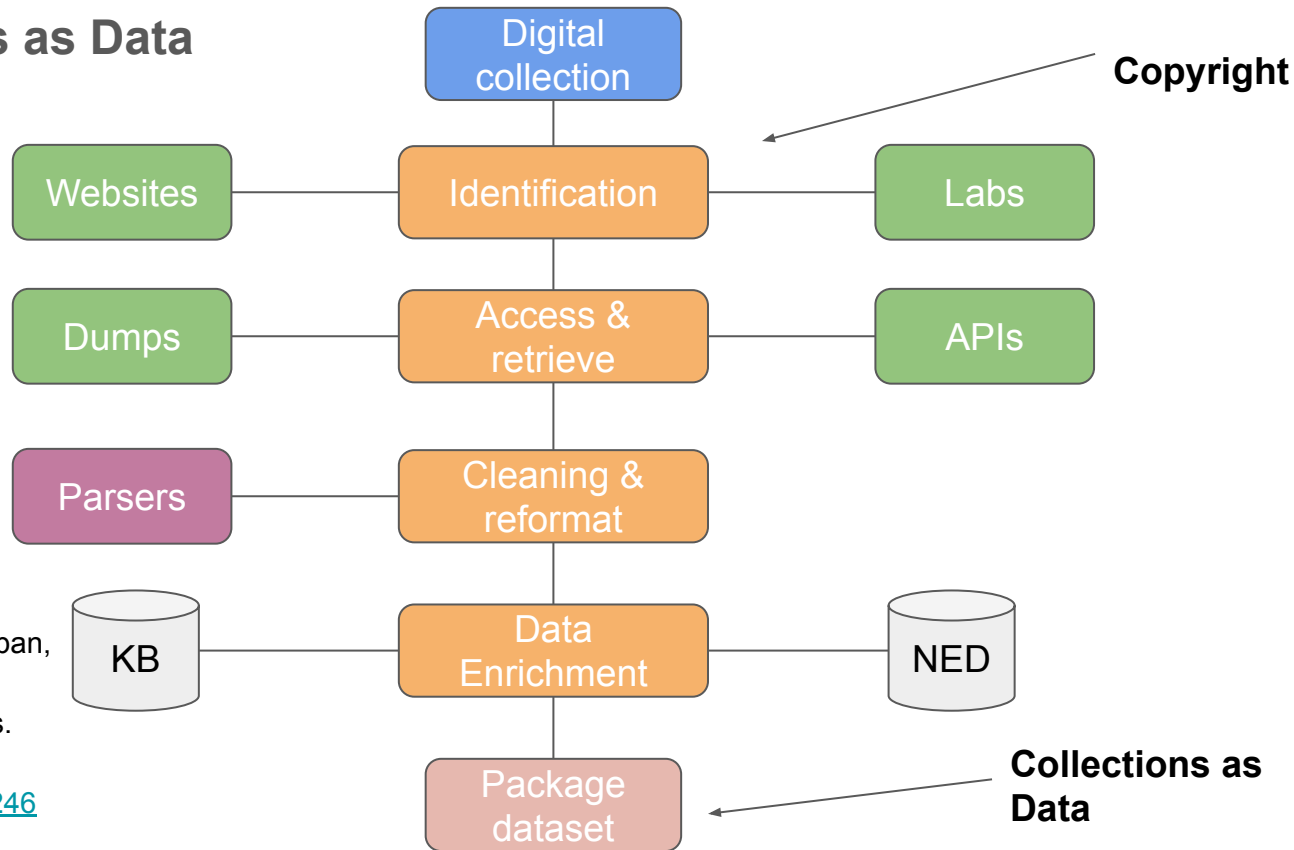 s as Data
Digital
collection
Copyright
Websites
Identification
Labs
Dumps
Access &
retrieve
APIs
Parsers
Cleaning &
reformat
ban,
KB
Data
Enrichment
NED
s.
246
Package
dataset
Collections as
Data